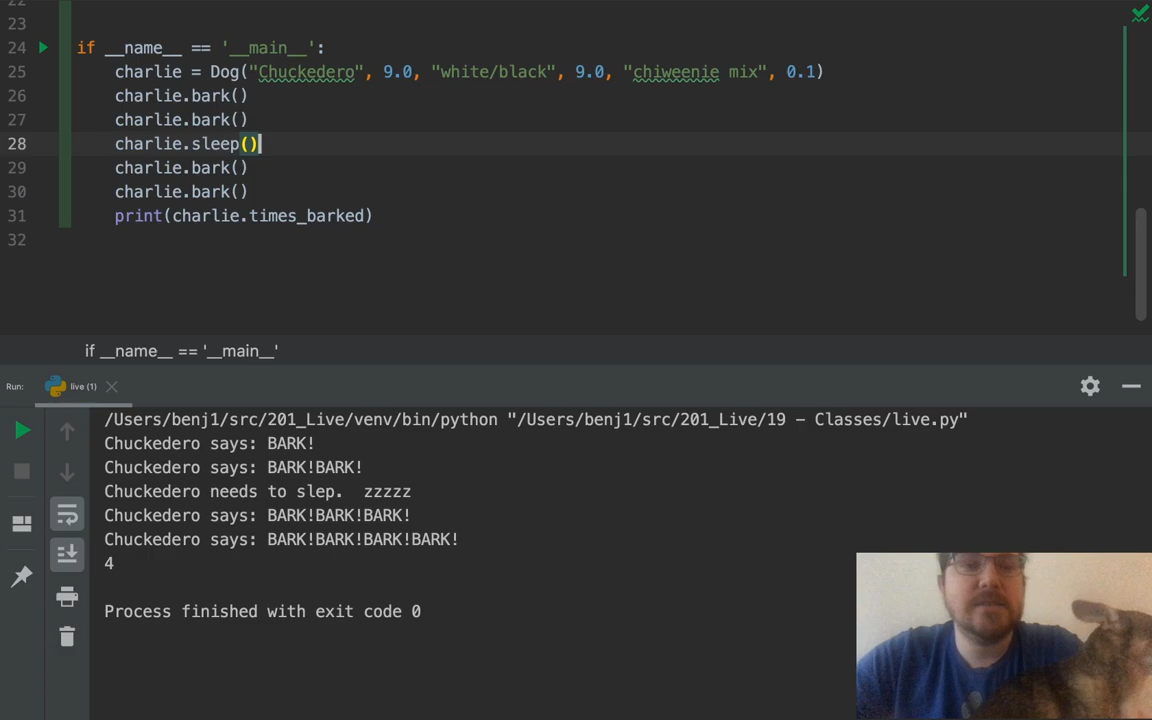 22
23
24 if __name__ == '__main__':
25 charlie = Dog("Chuckedero", 9.0, "white/black", 9.0, "chiweenie mix", 0.1)
26 charlie.bark()
27 charlie.bark()
28 charlie.sleep()
29 charlie.bark()
30 charlie.bark()
31 print(charlie.times_barked)
32
if __name__ == '__main__'
Run: live (1)
/Users/benj1/src/201_Live/venv/bin/python "/Users/benj1/src/201_Live/19 - Classes/live.py"
Chuckedero says: BARK!
Chuckedero says: BARK!BARK!
Chuckedero needs to slep.  zzzzz
Chuckedero says: BARK!BARK!BARK!
Chuckedero says: BARK!BARK!BARK!BARK!
4
Process finished with exit code 0